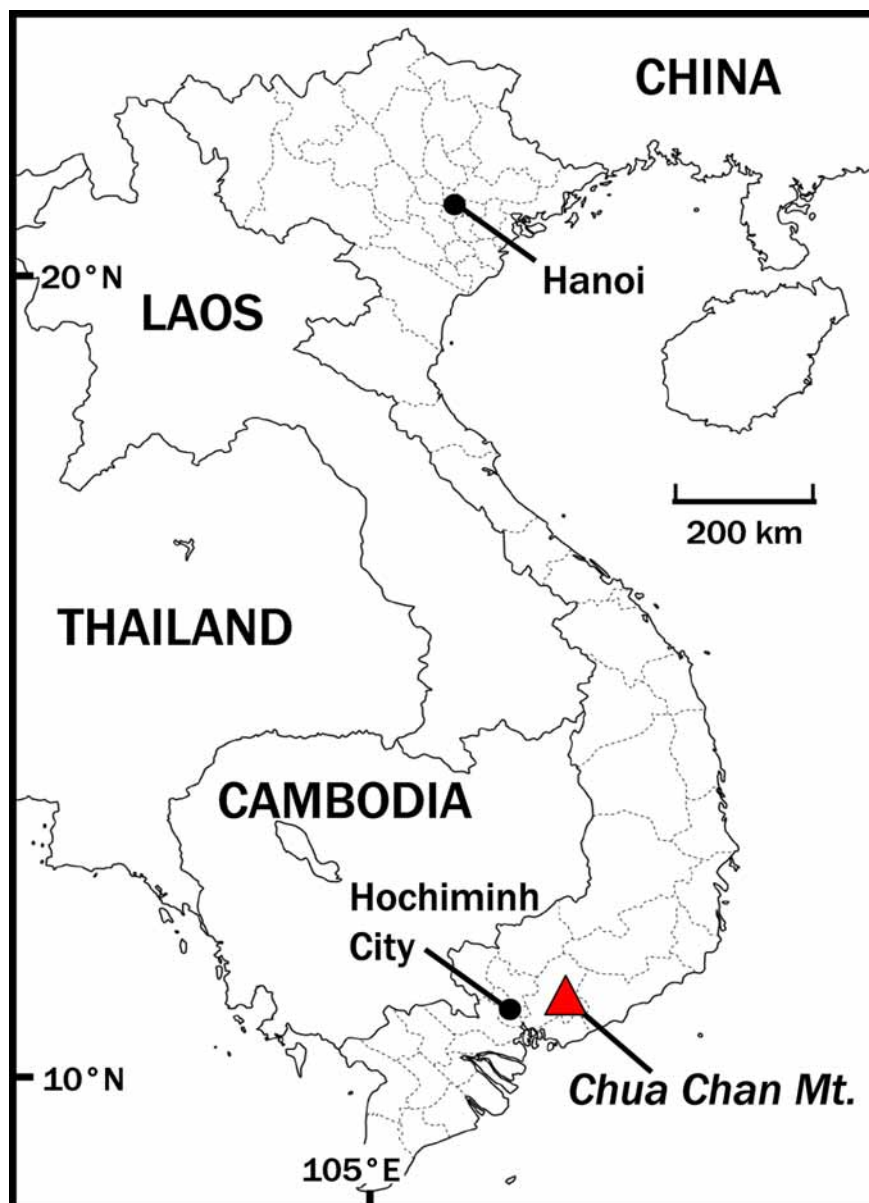 CHINA
Hanoi
20°N
LAOS
200 km
THAILAND
CAMBODIA
Hochiminh
City
10°N
Chua Chan Mt.
105°E